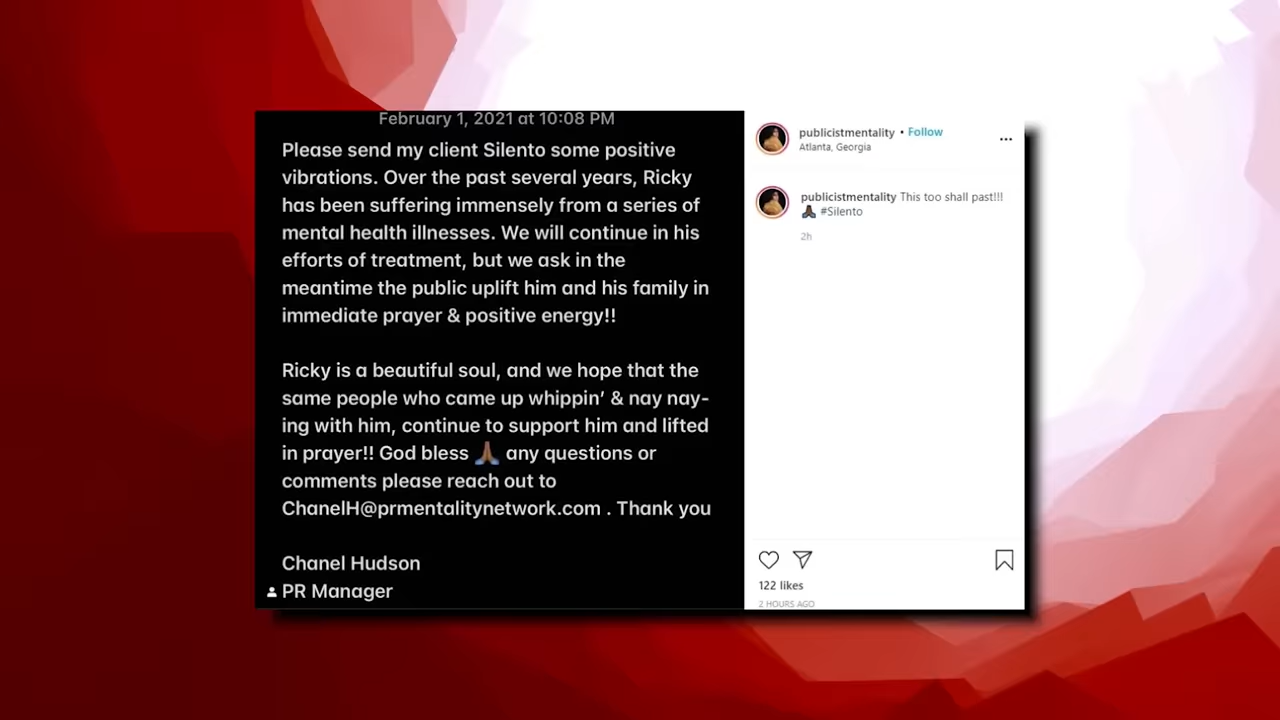 February 1, 2021 at 10:08 PM
Please send my client Silento some positive
vibrations. Over the past several years, Ricky
has been suffering immensely from a series of
mental health illnesses. We will continue in his
efforts of treatment, but we ask in the
meantime the public uplift him and his family in
immediate prayer & positive energy!!
Ricky is a beautiful soul, and we hope that the
same people who came up whippin' & nay nay-
ing with him, continue to support him and lifted
in prayer!! God bless 🙏🏾 any questions or
comments please reach out to
ChanelH@prmentalitynetwork.com . Thank you
Chanel Hudson
PR Manager
publicistmentality • Follow
Atlanta, Georgia
publicistmentality This too shall past!!!
🙏🏾 #Silento
2h
122 likes
2 HOURS AGO